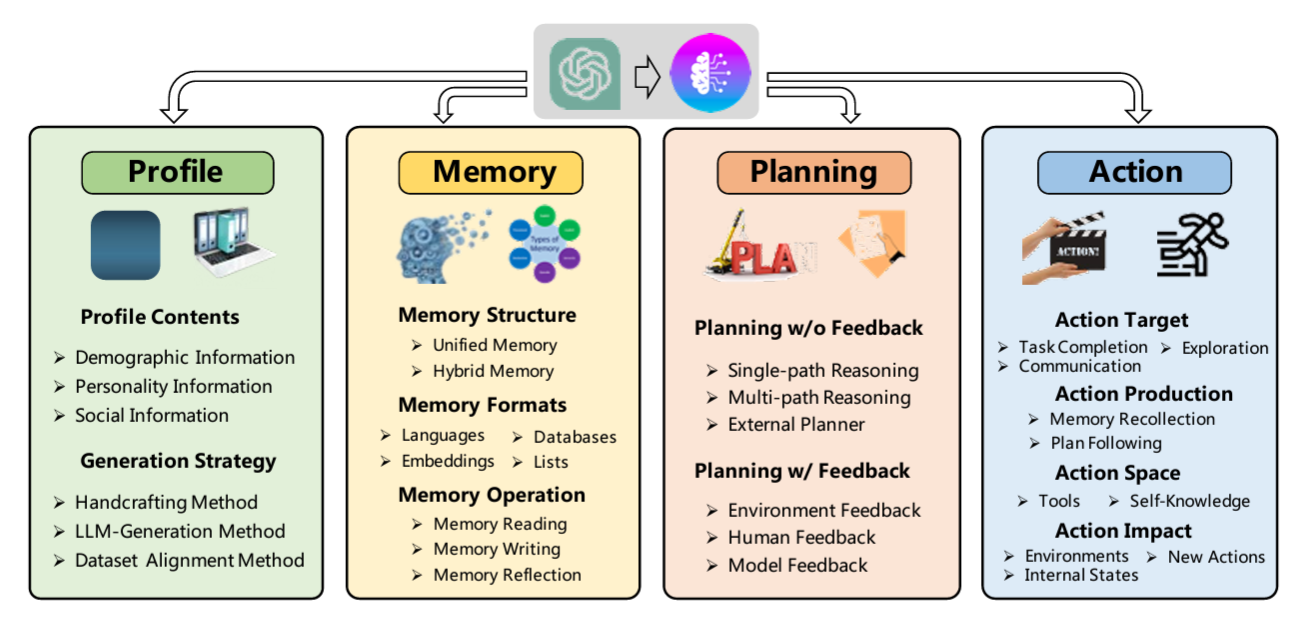 Profile
Profile Contents
➢ Demographic Information
➢ Personality Information
➢ Social Information
Generation Strategy
➢ Handcrafting Method
➢ LLM-Generation Method
➢ Dataset Alignment Method
Memory
Types of
Memory
Memory Structure
➢ Unified Memory
➢ Hybrid Memory
Memory Formats
➢ Languages ➢ Databases
➢ Embeddings ➢ Lists
Memory Operation
➢ Memory Reading
➢ Memory Writing
➢ Memory Reflection
Planning
PLAN
Planning w/o Feedback
➢ Single-path Reasoning
➢ Multi-path Reasoning
➢ External Planner
Planning w/ Feedback
➢ Environment Feedback
➢ Human Feedback
➢ Model Feedback
Action
ACTION!
Action Target
➢ Task Completion ➢ Exploration
➢ Communication
Action Production
➢ Memory Recollection
➢ Plan Following
Action Space
➢ Tools ➢ Self-Knowledge
Action Impact
➢ Environments ➢ New Actions
➢ Internal States